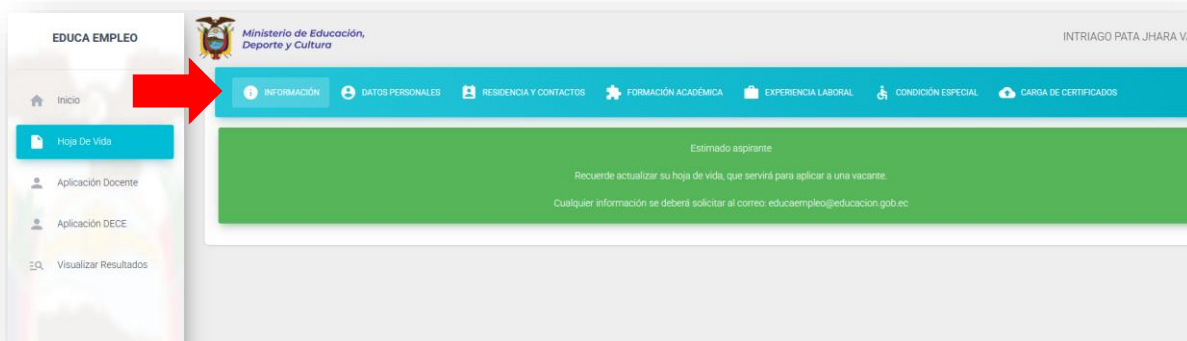 EDUCA EMPLEO
Inicio
Hoja De Vida
Aplicación Docente
Aplicación DECE
Visualizar Resultados
Ministerio de Educación,
Deporte y Cultura
INTRIAGO PATA JHARA
INFORMACIÓN DATOS PERSONALES RESIDENCIA Y CONTACTOS FORMACIÓN ACADÉMICA EXPERIENCIA LABORAL CONDICIÓN ESPECIAL CARGA DE CERTIFICADOS
Estimado aspirante
Recuerde actualizar su hoja de vida, que servirá para aplicar a una vacante.
Cualquier información se deberá solicitar al correo: educaempleo@educacion.gob.ec